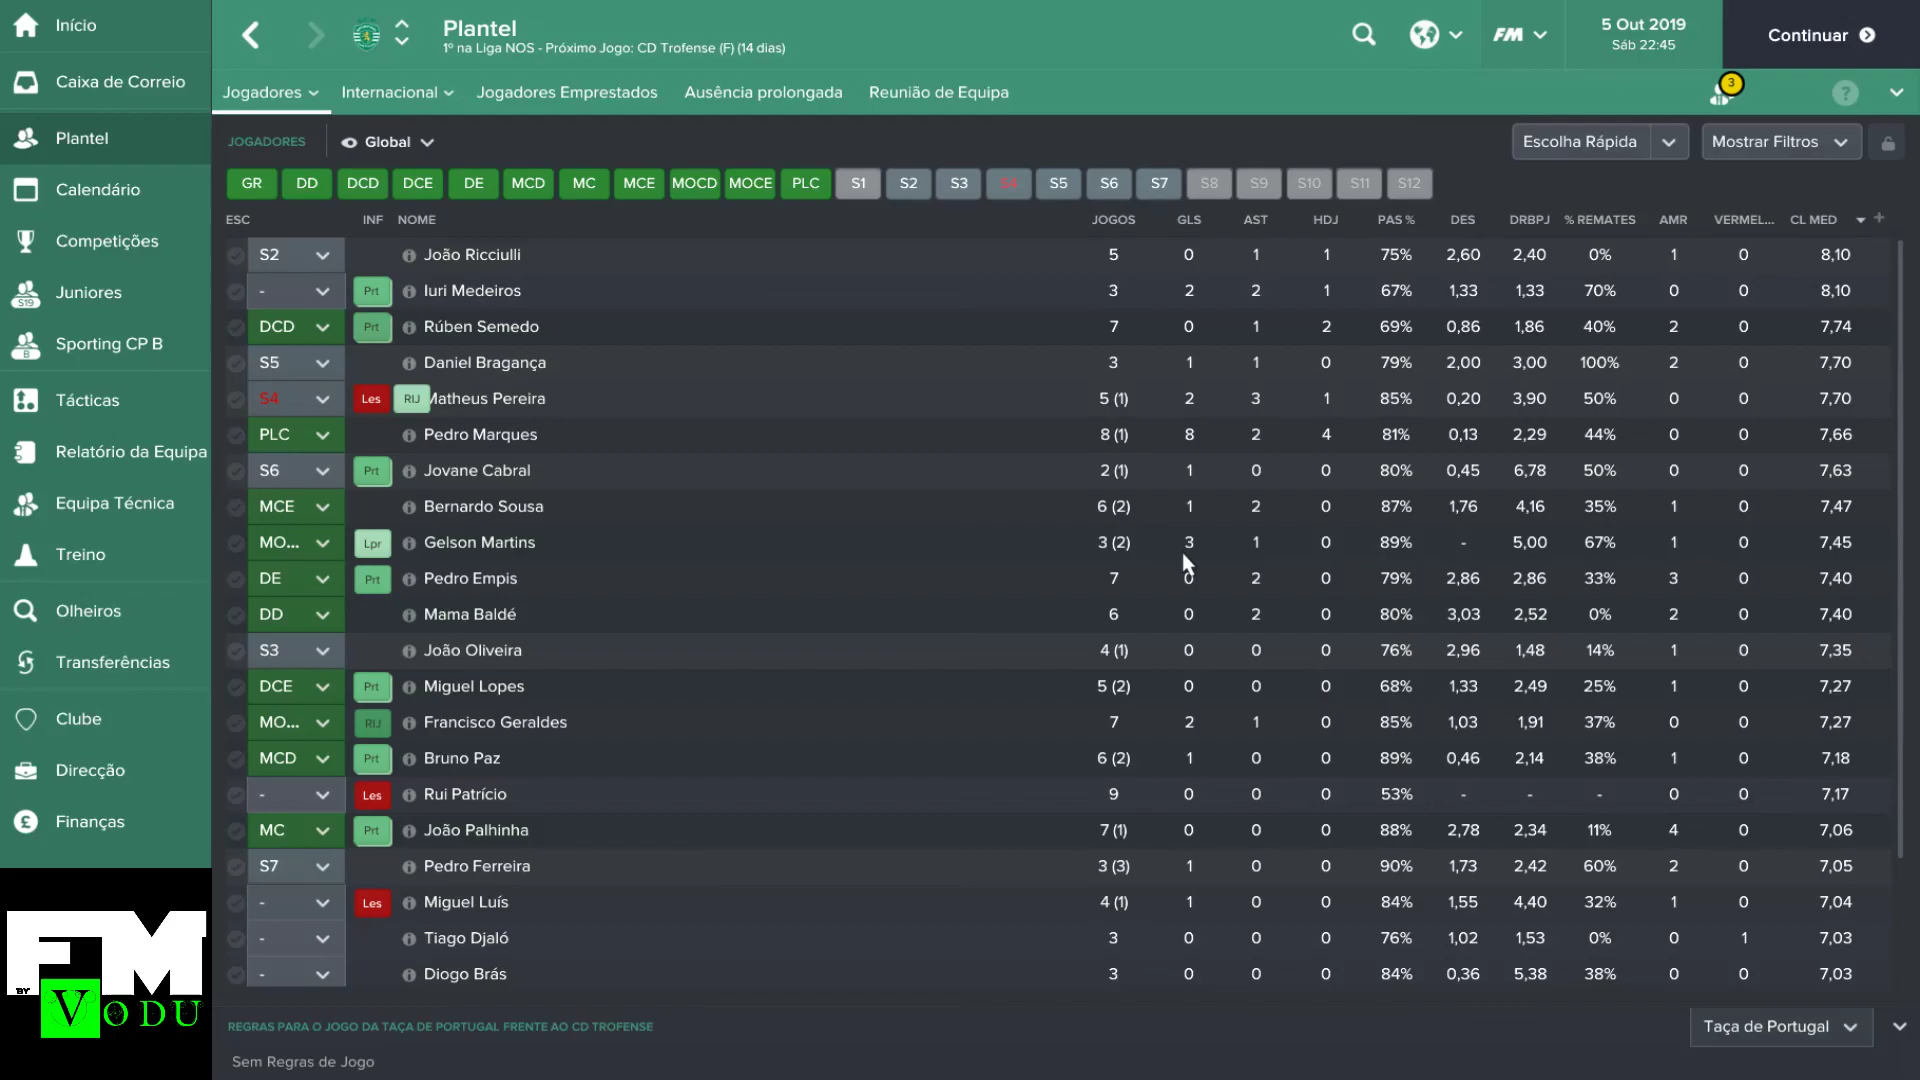 Início
Caixa de Correio
Plantel
Calendário
Competições
Juniores
S19
Sporting CP B
B
Tácticas
Relatório da Equipa
Equipa Técnica
Treino
Olheiros
Transferências
Clube
Direcção
Finanças
FM
BY
VODU
Plantel
1º na Liga NOS - Próximo Jogo: CD Trofense (F) (14 dias)
FM
5 Out 2019
Sáb 22:45
Continuar
Jogadores Internacional Jogadores Emprestados Ausência prolongada Reunião de Equipa 3 ?
JOGADORES Global Escolha Rápida Mostrar Filtros
GR DD DCD DCE DE MCD MC MCE MOCD MOCE PLC S1 S2 S3 S4 S5 S6 S7 S8 S9 S10 S11 S12
ESC INF NOME JOGOS GLS AST HDJ PAS % DES DRBPJ % REMATES AMR VERMEL... CL MED +
S2 João Ricciulli 5 0 1 1 75% 2,60 2,40 0% 1 0 8,10
- Prt Iuri Medeiros 3 2 2 1 67% 1,33 1,33 70% 0 0 8,10
DCD Prt Rúben Semedo 7 0 1 2 69% 0,86 1,86 40% 2 0 7,74
S5 Daniel Bragança 3 1 1 0 79% 2,00 3,00 100% 2 0 7,70
S4 Les RIJ Matheus Pereira 5 (1) 2 3 1 85% 0,20 3,90 50% 0 0 7,70
PLC Pedro Marques 8 (1) 8 2 4 81% 0,13 2,29 44% 0 0 7,66
S6 Prt Jovane Cabral 2 (1) 1 0 0 80% 0,45 6,78 50% 0 0 7,63
MCE Bernardo Sousa 6 (2) 1 2 0 87% 1,76 4,16 35% 1 0 7,47
MO... Lpr Gelson Martins 3 (2) 3 1 0 89% - 5,00 67% 1 0 7,45
DE Prt Pedro Empis 7 0 2 0 79% 2,86 2,86 33% 3 0 7,40
DD Mama Baldé 6 0 2 0 80% 3,03 2,52 0% 2 0 7,40
S3 João Oliveira 4 (1) 0 0 0 76% 2,96 1,48 14% 1 0 7,35
DCE Prt Miguel Lopes 5 (2) 0 0 0 68% 1,33 2,49 25% 1 0 7,27
MO... RIJ Francisco Geraldes 7 2 1 0 85% 1,03 1,91 37% 0 0 7,27
MCD Prt Bruno Paz 6 (2) 1 0 0 89% 0,46 2,14 38% 1 0 7,18
- Les Rui Patrício 9 0 0 0 53% - - - 0 0 7,17
MC Prt João Palhinha 7 (1) 0 0 0 88% 2,78 2,34 11% 4 0 7,06
S7 Pedro Ferreira 3 (3) 1 0 0 90% 1,73 2,42 60% 2 0 7,05
- Les Miguel Luís 4 (1) 1 0 0 84% 1,55 4,40 32% 1 0 7,04
- Tiago Djaló 3 0 0 0 76% 1,02 1,53 0% 0 1 7,03
- Diogo Brás 3 0 0 0 84% 0,36 5,38 38% 0 0 7,03
REGRAS PARA O JOGO DA TAÇA DE PORTUGAL FRENTE AO CD TROFENSE
Taça de Portugal
Sem Regras de Jogo